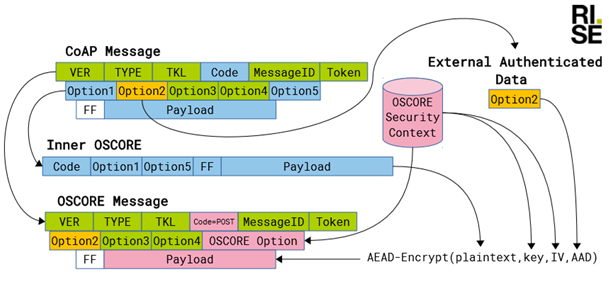 RI.
SE
CoAP Message
VER TYPE TKL Code MessageID Token
Option1 Option2 Option3 Option4 Option5
FF Payload
External Authenticated
Data
Option2
OSCORE
Security
Context
Inner OSCORE
Code Option1 Option5 FF Payload
OSCORE Message
VER TYPE TKL Code=POST MessageID Token
Option2 Option3 Option4 OSCORE Option
FF Payload
AEAD-Encrypt(plaintext,key,IV,AAD)